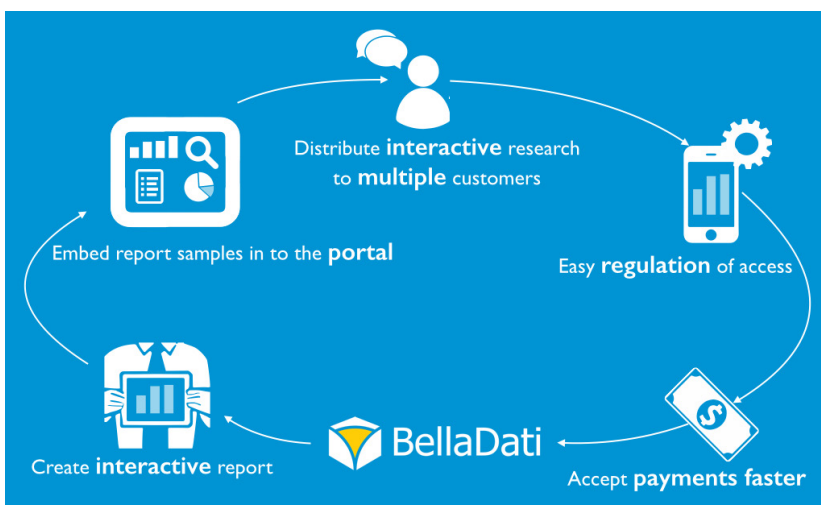 Distribute interactive research
to multiple customers
Embed report samples in to the portal
Easy regulation of access
Create interactive report
BellaDati
$
Accept payments faster